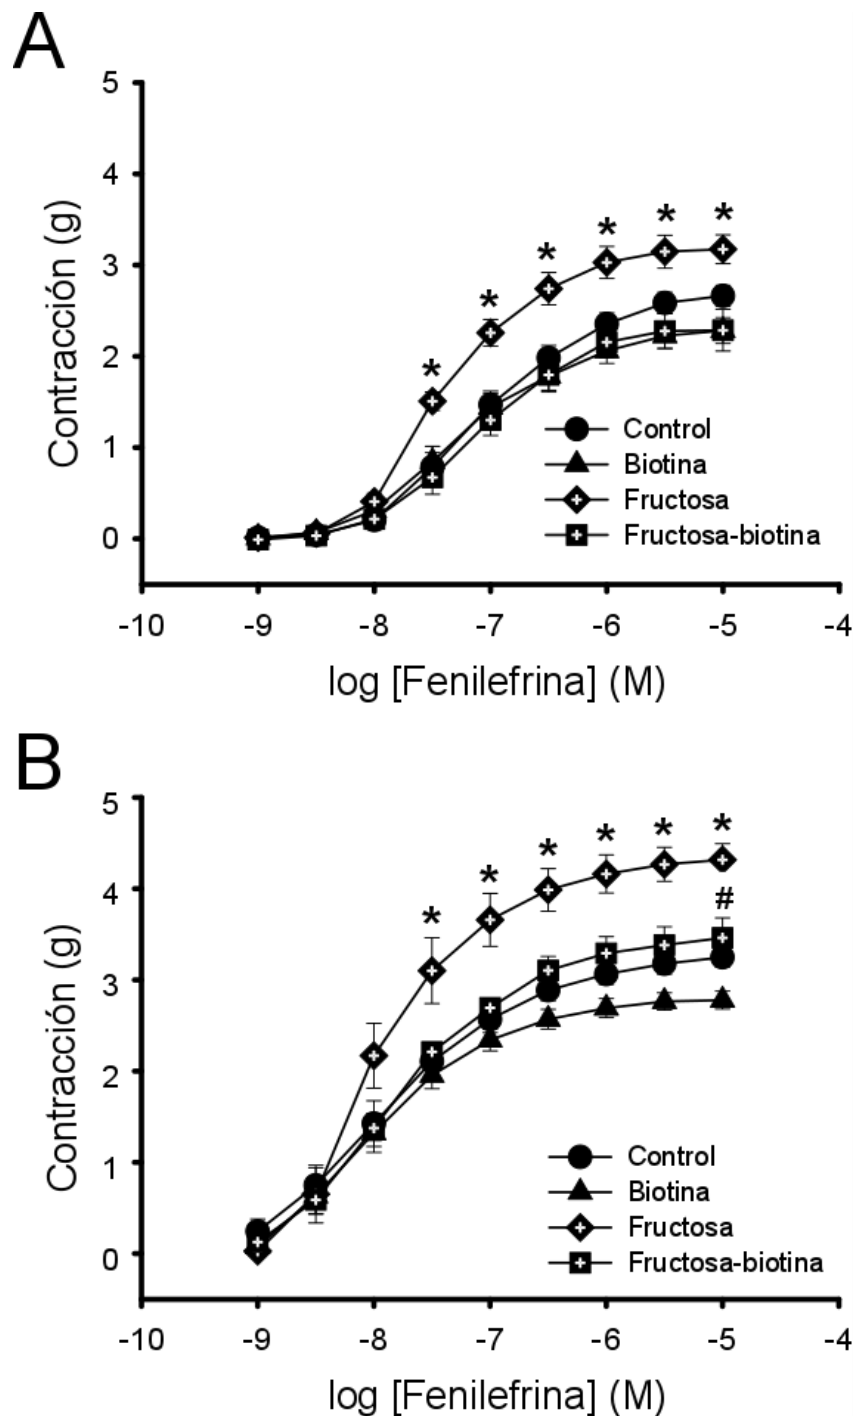 A
5
4
3
2
1
0
Contracción (g)
* * * * * *
Control
Biotina
Fructosa
Fructosa-biotina
-10 -9 -8 -7 -6 -5 -4
log [Fenilefrina] (M)
B
5
4
3
2
1
0
Contracción (g)
* * * * * *
#
Control
Biotina
Fructosa
Fructosa-biotina
-10 -9 -8 -7 -6 -5 -4
log [Fenilefrina] (M)